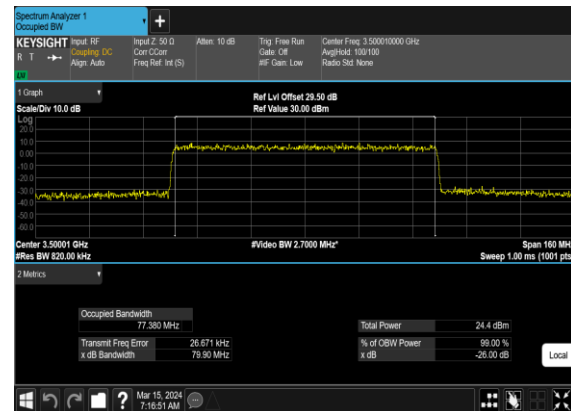 Spectrum Analyzer 1
Occupied BW
+
KEYSIGHT
R T
LU
Input: RF
Coupling: DC
Align: Auto
Input Z: 50 Ω
Corr CCorr
Freq Ref: Int (S)
Atten: 10 dB
Trig: Free Run
Gate: Off
#IF Gain: Low
Center Freq: 3.500010000 GHz
Avg|Hold: 100/100
Radio Std: None
1 Graph
Scale/Div 10.0 dB
Ref Lvl Offset 29.50 dB
Ref Value 30.00 dBm
Log
20.0
10.0
0.00
-10.0
-20.0
-30.0
-40.0
-50.0
-60.0
Center 3.50001 GHz
#Res BW 820.00 kHz
#Video BW 2.7000 MHz*
Span 160 MH
Sweep 1.00 ms (1001 pts
2 Metrics
Occupied Bandwidth
77.380 MHz
Transmit Freq Error 26.671 kHz
x dB Bandwidth 79.90 MHz
Total Power 24.4 dBm
% of OBW Power 99.00 %
x dB -26.00 dB
Local
?
Mar 15, 2024
7:16:51 AM